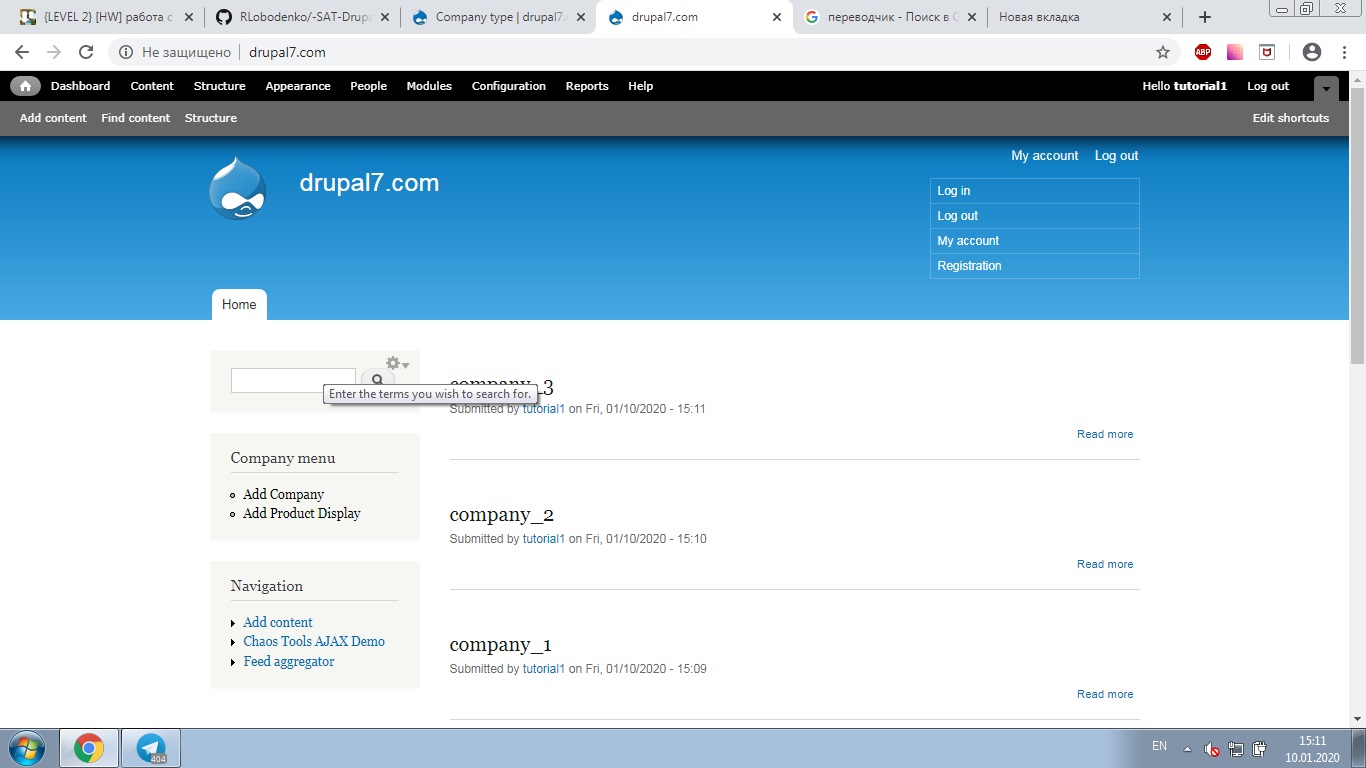 {LEVEL 2} [HW] работа с
RLobodenko/-SAT-Drupa
Company type | drupal7.
drupal7.com
переводчик - Поиск в G
Новая вкладка
Не защищено
drupal7.com
ABP
Dashboard Content Structure Appearance People Modules Configuration Reports Help Hello tutorial1 Log out
Add content Find content Structure Edit shortcuts
My account Log out
drupal7.com
Log in
Log out
My account
Registration
Home
Enter the terms you wish to search for.
Company menu
Add Company
Add Product Display
Navigation
Add content
Chaos Tools AJAX Demo
Feed aggregator
company_3
Submitted by tutorial1 on Fri, 01/10/2020 - 15:11
Read more
company_2
Submitted by tutorial1 on Fri, 01/10/2020 - 15:10
Read more
company_1
Submitted by tutorial1 on Fri, 01/10/2020 - 15:09
Read more
404
EN
15:11
10.01.2020